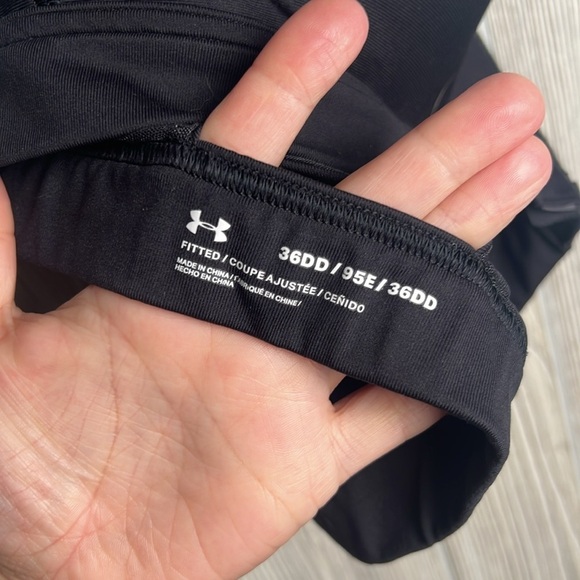 36DD / 95E / 36DD
FITTED / COUPE AJUSTÉE / CEÑIDO
MADE IN CHINA / FABRIQUÉ EN CHINE /
HECHO EN CHINA